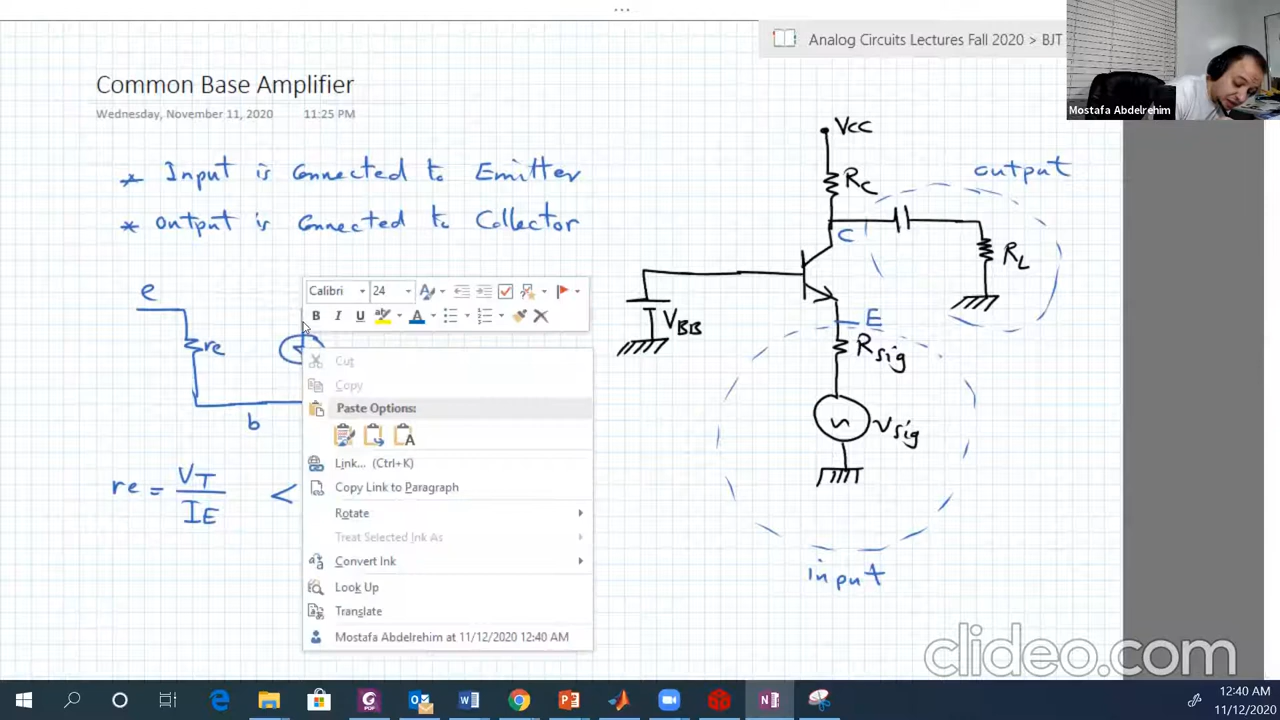 Analog Circuits Lectures Fall 2020 > BJT
Mostafa Abdelrehim
Common Base Amplifier
Wednesday, November 11, 2020 11:25 PM
* Input is Connected to Emitter
* Output is Connected to Collector
VCC
RC
output
C
RL
e
re
b
VBB
E
Rsig
Vsig
input
re = VT / IE <
Calibri 24
B I U A
Cut
Copy
Paste Options:
Link... (Ctrl+K)
Copy Link to Paragraph
Rotate
Treat Selected Ink As
Convert Ink
Look Up
Translate
Mostafa Abdelrehim at 11/12/2020 12:40 AM
clideo.com
12:40 AM
11/12/2020